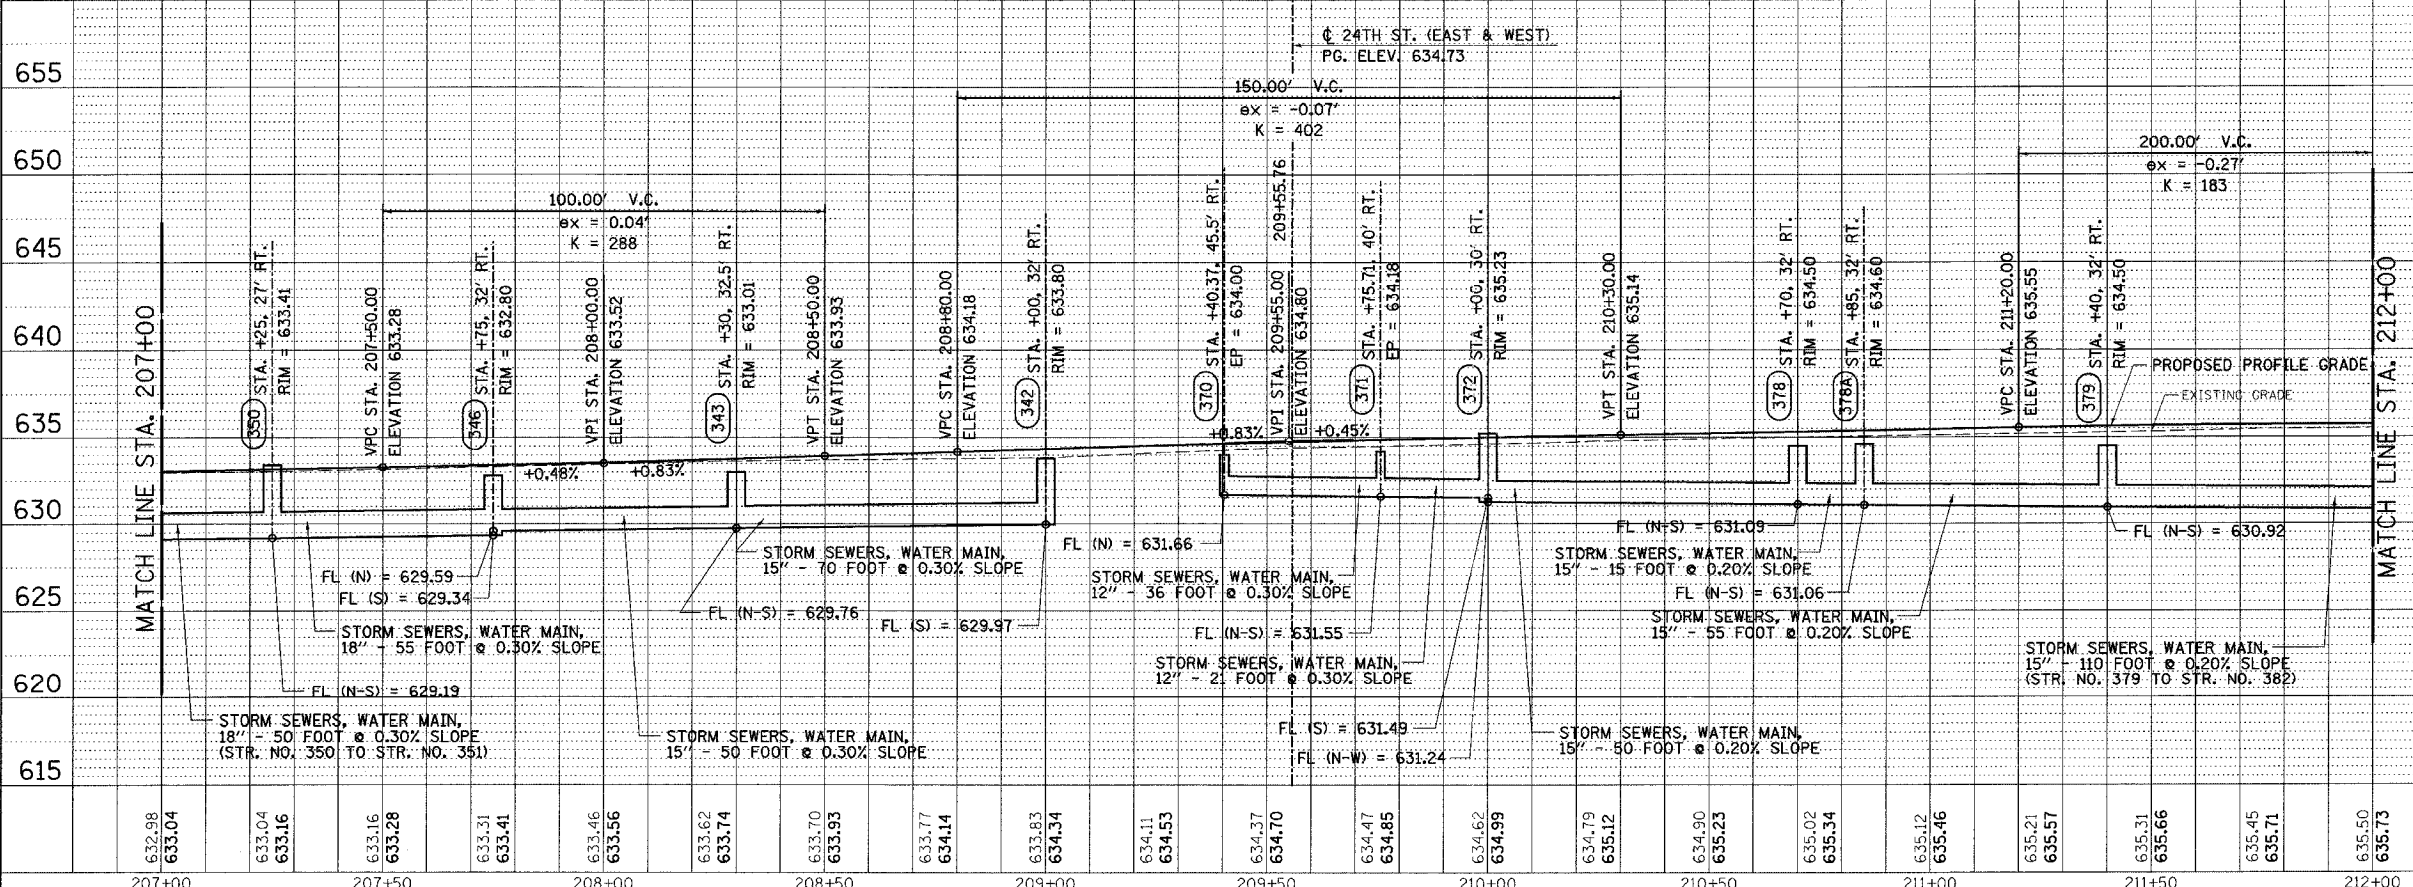 ℄ 24TH ST. (EAST & WEST)
PG. ELEV. 634.73
655
650
645
640
635
630
625
620
615
MATCH LINE STA. 207+00
350
STA. +25, 27' RT.
RIM = 633.41
VPC STA. 207+50.00
ELEVATION 633.28
346
STA. +75, 32' RT.
RIM = 632.80
100.00' V.C.
ex = 0.04'
K = 288
VPI STA. 208+00.00
ELEVATION 633.52
+0.48%
+0.83%
343
STA. +30, 32.5' RT.
RIM = 633.01
VPT STA. 208+50.00
ELEVATION 633.93
VPC STA. 208+80.00
ELEVATION 634.18
342
STA. +00, 32' RT.
RIM = 633.80
150.00' V.C.
ex = -0.07'
K = 402
370
STA. +40.37, 45.5' RT.
EP = 634.00
+0.83%
VPI STA. 209+55.00
209+55.76
ELEVATION 634.80
+0.45%
371
STA. +75.71, 40' RT.
EP = 634.18
372
STA. +00, 30' RT.
RIM = 635.23
VPT STA. 210+30.00
ELEVATION 635.14
378
STA. +70, 32' RT.
RIM = 634.50
378A
STA. +85, 32' RT.
RIM = 634.60
200.00' V.C.
ex = -0.27'
K = 183
VPC STA. 211+20.00
ELEVATION 635.55
379
STA. +40, 32' RT.
RIM = 634.50
PROPOSED PROFILE GRADE
EXISTING GRADE
MATCH LINE STA. 212+00
FL (N) = 629.59
FL (S) = 629.34
STORM SEWERS, WATER MAIN,
18" - 55 FOOT @ 0.30% SLOPE
FL (N-S) = 629.19
STORM SEWERS, WATER MAIN,
18" - 50 FOOT @ 0.30% SLOPE
(STR. NO. 350 TO STR. NO. 351)
STORM SEWERS, WATER MAIN,
15" - 70 FOOT @ 0.30% SLOPE
FL (N-S) = 629.76
FL (S) = 629.97
STORM SEWERS, WATER MAIN,
15" - 50 FOOT @ 0.30% SLOPE
FL (N) = 631.66
STORM SEWERS, WATER MAIN,
12" - 36 FOOT @ 0.30% SLOPE
FL (N-S) = 631.55
STORM SEWERS, WATER MAIN,
12" - 21 FOOT @ 0.30% SLOPE
FL (S) = 631.49
FL (N-W) = 631.24
FL (N-S) = 631.09
STORM SEWERS, WATER MAIN,
15" - 15 FOOT @ 0.20% SLOPE
FL (N-S) = 631.06
STORM SEWERS, WATER MAIN,
15" - 55 FOOT @ 0.20% SLOPE
STORM SEWERS, WATER MAIN,
15" - 50 FOOT @ 0.20% SLOPE
FL (N-S) = 630.92
STORM SEWERS, WATER MAIN,
15" - 110 FOOT @ 0.20% SLOPE
(STR. NO. 379 TO STR. NO. 382)
632.98
633.04
633.04
633.16
633.16
633.28
633.31
633.41
633.46
633.56
633.62
633.74
633.70
633.93
633.77
634.14
633.83
634.34
634.11
634.53
634.37
634.70
634.47
634.85
634.62
634.99
634.79
635.12
634.90
635.23
635.02
635.34
635.12
635.46
635.21
635.57
635.31
635.66
635.45
635.71
635.50
635.73
207+00
207+50
208+00
208+50
209+00
209+50
210+00
210+50
211+00
211+50
212+00